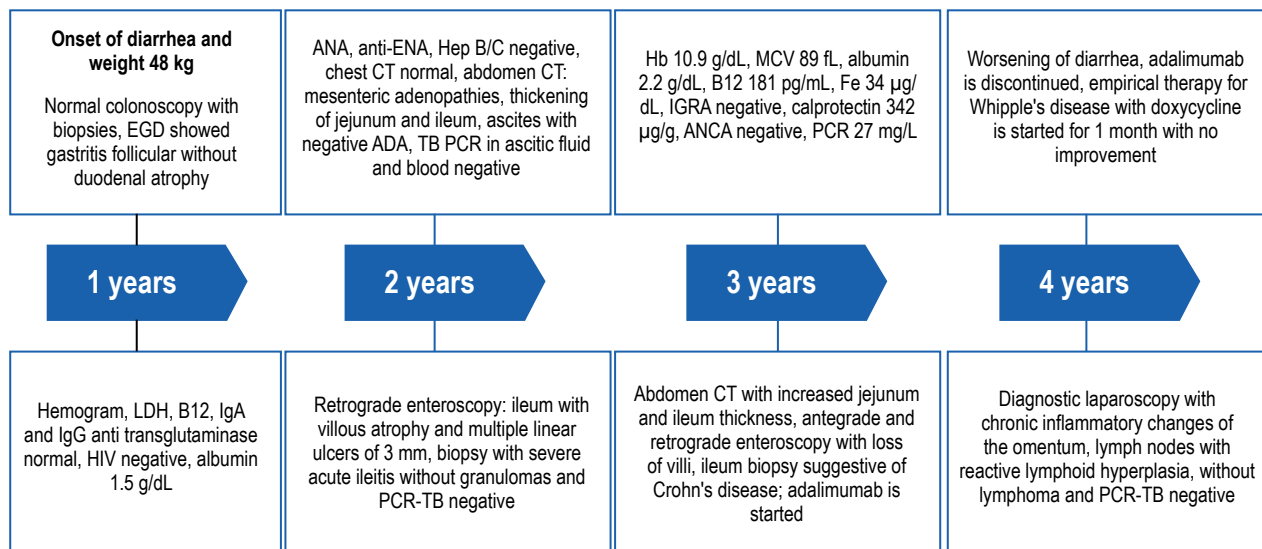 Onset of diarrhea and
weight 48 kg
Normal colonoscopy with
biopsies, EGD showed
gastritis follicular without
duodenal atrophy
ANA, anti-ENA, Hep B/C negative,
chest CT normal, abdomen CT:
mesenteric adenopathies, thickening
of jejunum and ileum, ascites with
negative ADA, TB PCR in ascitic fluid
and blood negative
Hb 10.9 g/dL, MCV 89 fL, albumin
2.2 g/dL, B12 181 pg/mL, Fe 34 µg/
dL, IGRA negative, calprotectin 342
µg/g, ANCA negative, PCR 27 mg/L
Worsening of diarrhea, adalimumab
is discontinued, empirical therapy for
Whipple's disease with doxycycline
is started for 1 month with no
improvement
1 years
2 years
3 years
4 years
Hemogram, LDH, B12, IgA
and IgG anti transglutaminase
normal, HIV negative, albumin
1.5 g/dL
Retrograde enteroscopy: ileum with
villous atrophy and multiple linear
ulcers of 3 mm, biopsy with severe
acute ileitis without granulomas and
PCR-TB negative
Abdomen CT with increased jejunum
and ileum thickness, antegrade and
retrograde enteroscopy with loss
of villi, ileum biopsy suggestive of
Crohn's disease; adalimumab is
started
Diagnostic laparoscopy with
chronic inflammatory changes
of the omentum, lymph nodes with
reactive lymphoid hyperplasia, without
lymphoma and PCR-TB negative